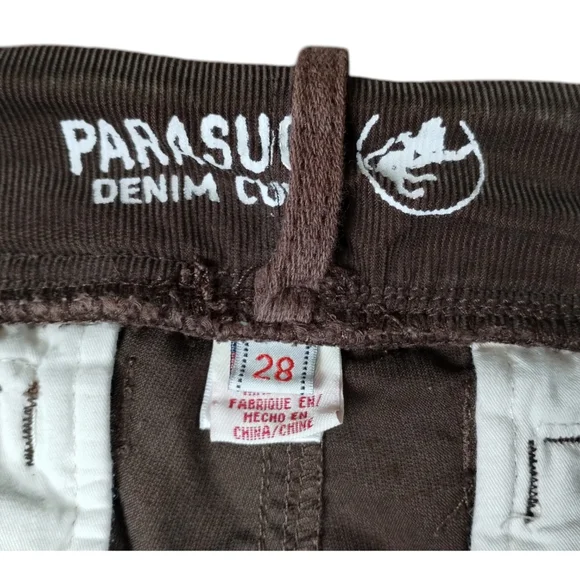 PARASUC
DENIM CO
28
FABRIQUE EN/
HECHO EN
CHINA/CHINE